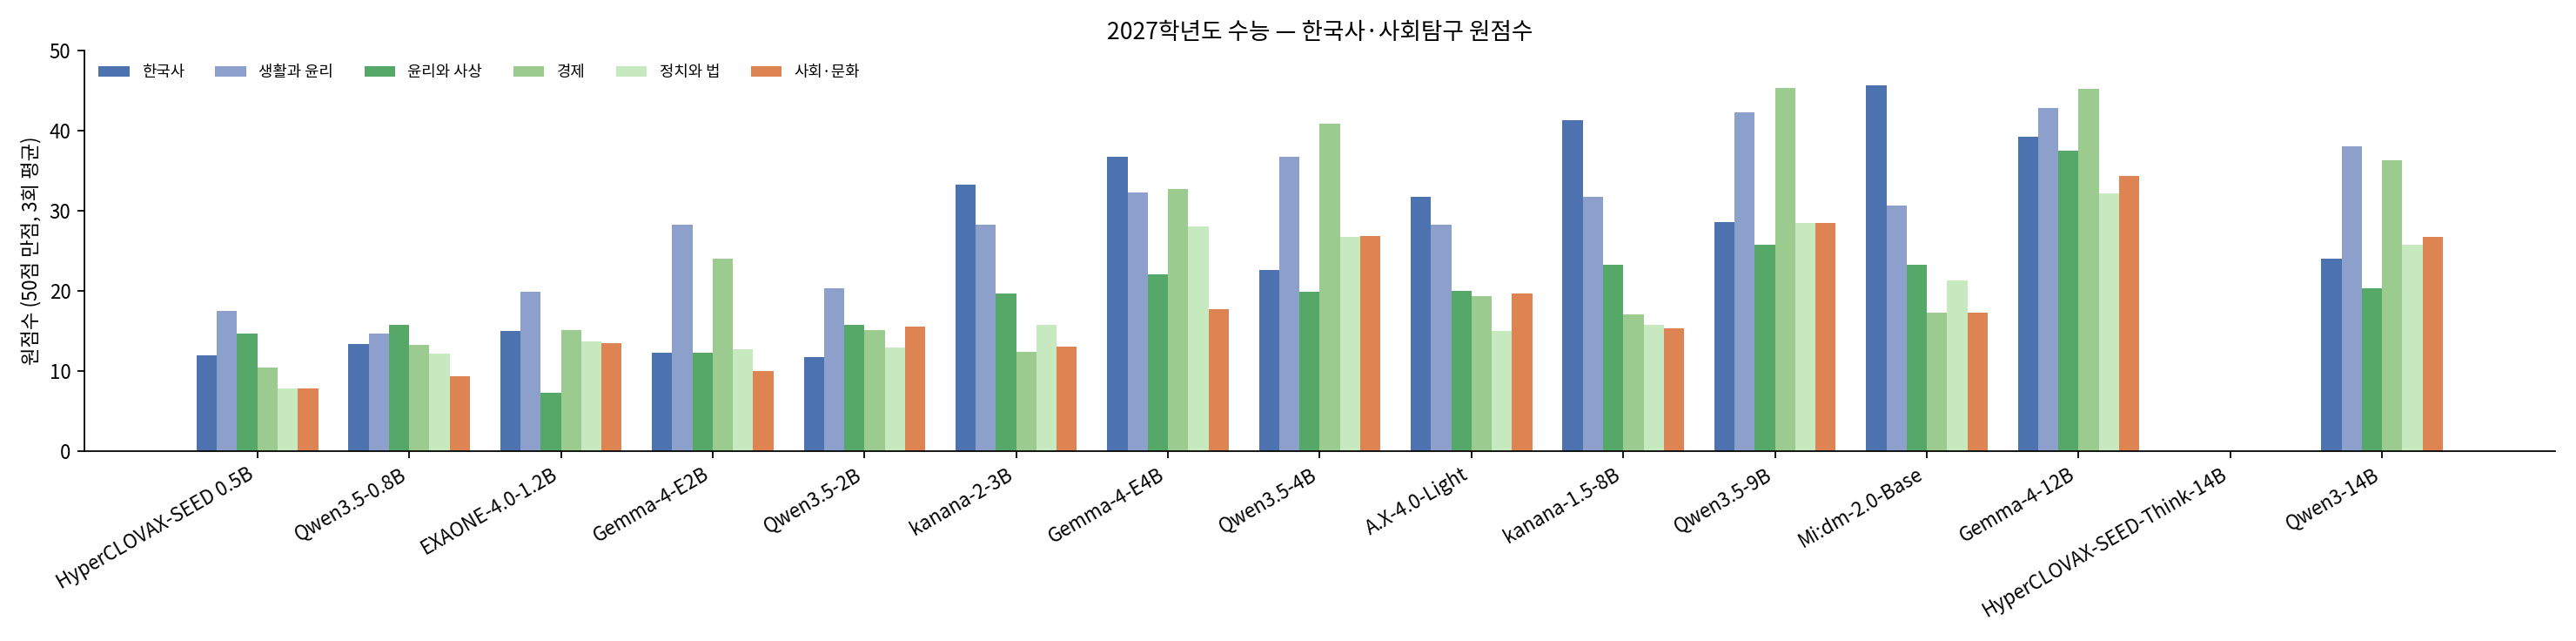 2027학년도 수능 — 한국사·사회탐구 원점수
원점수 (50점 만점, 3회 평균)
50
40
30
20
10
0
한국사 생활과 윤리 윤리와 사상 경제 정치와 법 사회·문화
HyperCLOVAX-SEED 0.5B
Qwen3.5-0.8B
EXAONE-4.0-1.2B
Gemma-4-E2B
Qwen3.5-2B
kanana-2-3B
Gemma-4-E4B
Qwen3.5-4B
A.X-4.0-Light
kanana-1.5-8B
Qwen3.5-9B
Mi:dm-2.0-Base
Gemma-4-12B
HyperCLOVAX-SEED-Think-14B
Qwen3-14B